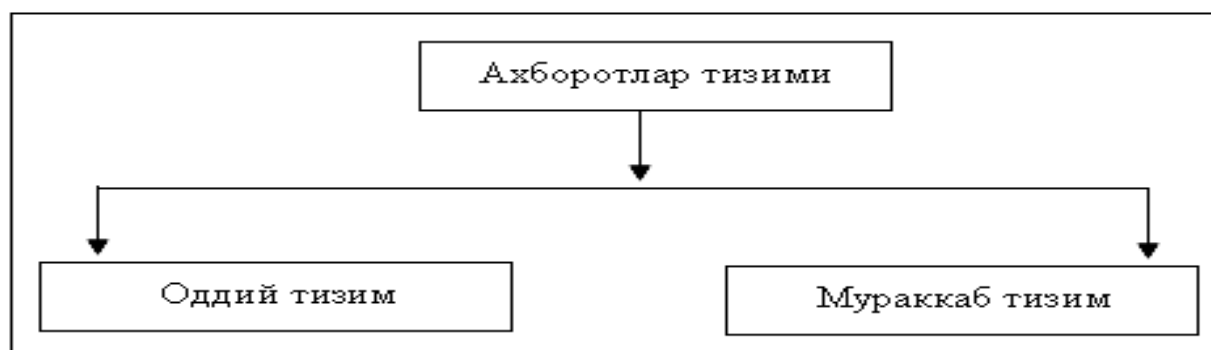 Ахборотлар тизими
Оддий тизим
Мураккаб тизим